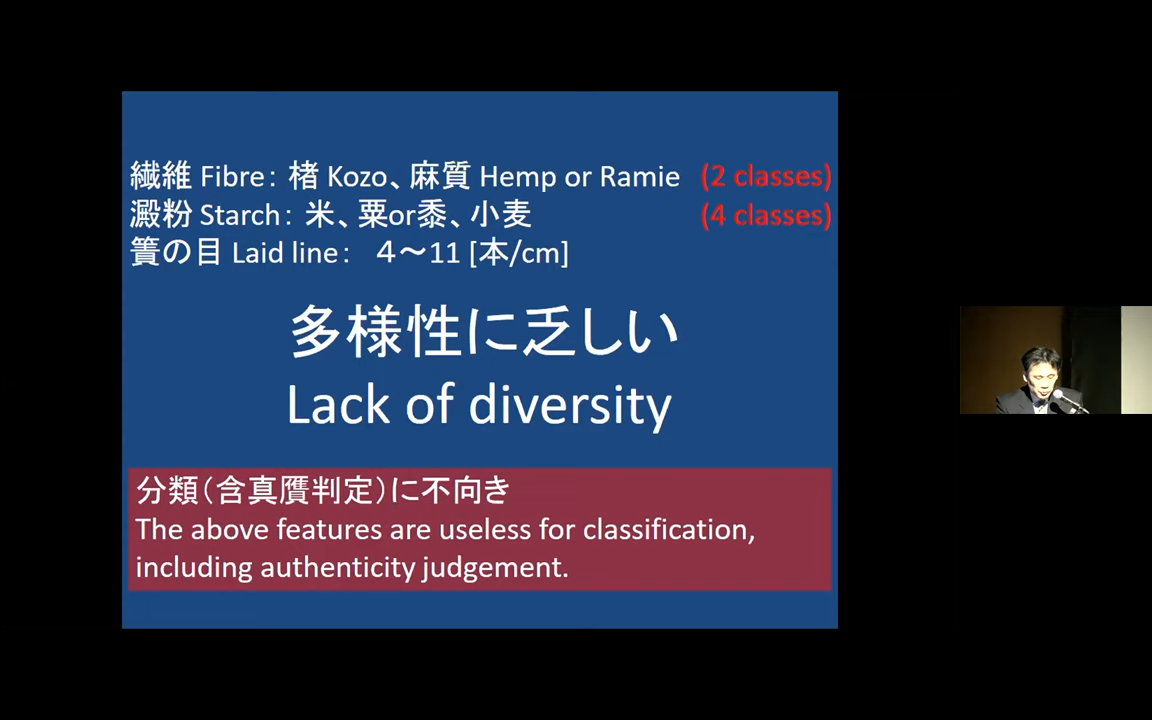 繊維 Fibre： 楮 Kozo、麻質 Hemp or Ramie (2 classes)
澱粉 Starch： 米、粟or黍、小麦 (4 classes)
簀の目 Laid line： ４～11 [本/cm]
多様性に乏しい
Lack of diversity
分類（含真贋判定）に不向き
The above features are useless for classification,
including authenticity judgement.